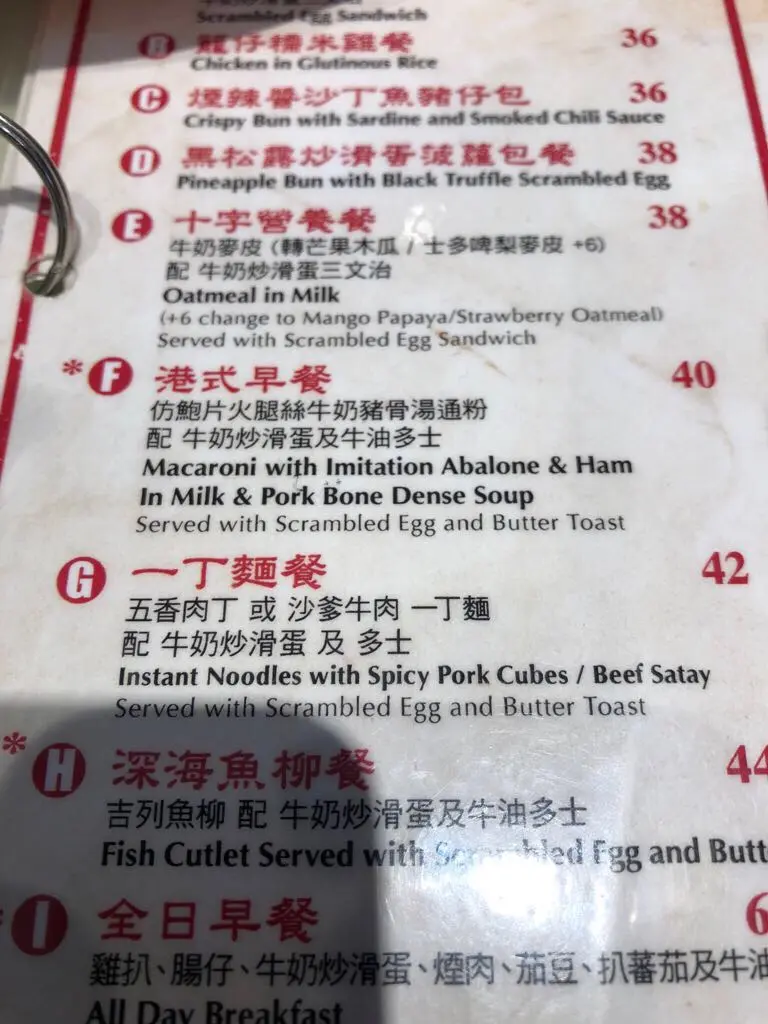 Scrambled Egg Sandwich
B 籠仔糯米雞餐 36
Chicken in Glutinous Rice
C 煙辣醬沙丁魚豬仔包 36
Crispy Bun with Sardine and Smoked Chili Sauce
D 黑松露炒滑蛋菠蘿包餐 38
Pineapple Bun with Black Truffle Scrambled Egg
E 十字營養餐 38
牛奶麥皮 (轉芒果木瓜 / 士多啤梨麥皮 +6)
配 牛奶炒滑蛋三文治
Oatmeal in Milk
(+6 change to Mango Papaya/Strawberry Oatmeal)
Served with Scrambled Egg Sandwich
* F 港式早餐 40
仿鮑片火腿絲牛奶豬骨湯通粉
配 牛奶炒滑蛋及牛油多士
Macaroni with Imitation Abalone & Ham
In Milk & Pork Bone Dense Soup
Served with Scrambled Egg and Butter Toast
G 一丁麵餐 42
五香肉丁 或 沙爹牛肉 一丁麵
配 牛奶炒滑蛋 及 多士
Instant Noodles with Spicy Pork Cubes / Beef Satay
Served with Scrambled Egg and Butter Toast
* H 深海魚柳餐 44
吉列魚柳 配 牛奶炒滑蛋及牛油多士
Fish Cutlet Served with Scrambled Egg and Butt
* I 全日早餐 6
雞扒、腸仔、牛奶炒滑蛋、煙肉、茄豆、扒蕃茄及牛油
All Day Breakfast